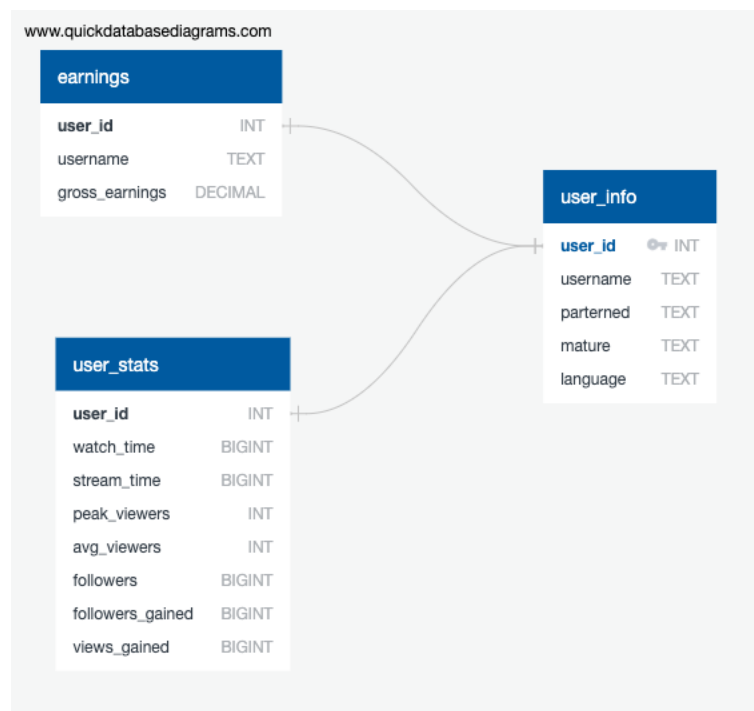 www.quickdatabasediagrams.com
earnings
user_id INT
username TEXT
gross_earnings DECIMAL
user_info
user_id INT
username TEXT
parterned TEXT
mature TEXT
language TEXT
user_stats
user_id INT
watch_time BIGINT
stream_time BIGINT
peak_viewers INT
avg_viewers INT
followers BIGINT
followers_gained BIGINT
views_gained BIGINT